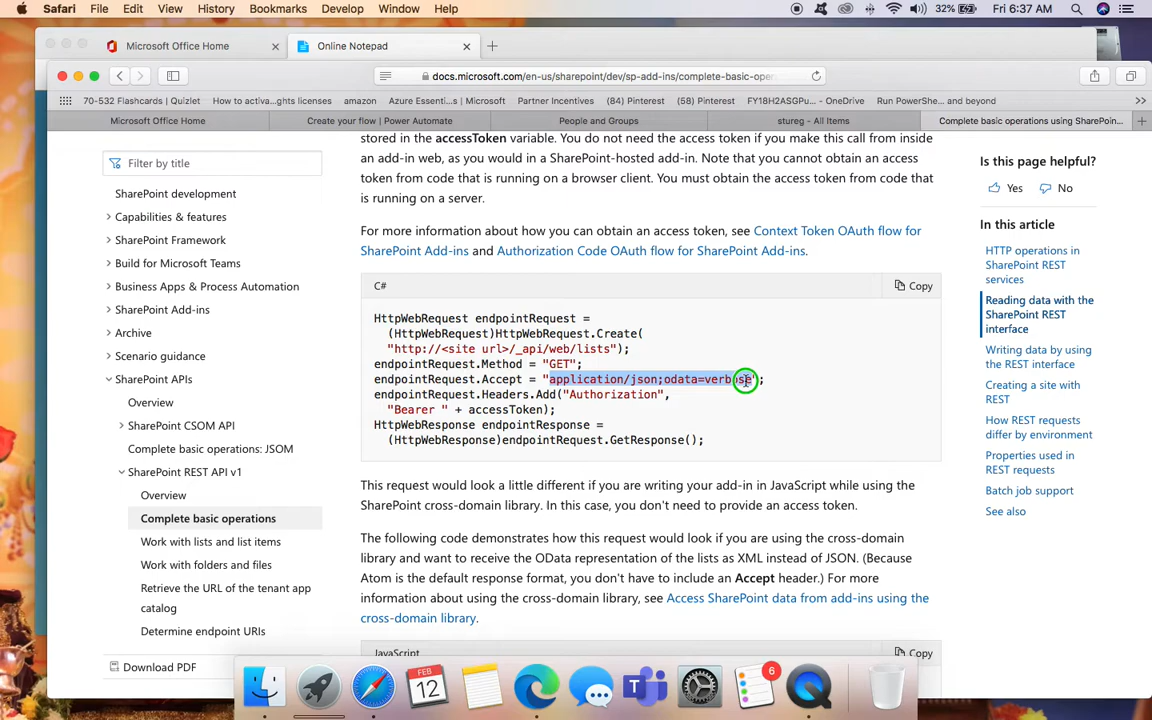 Safari File Edit View History Bookmarks Develop Window Help 32% Fri 6:37 AM
Microsoft Office Home Online Notepad
docs.microsoft.com/en-us/sharepoint/dev/sp-add-ins/complete-basic-oper
70-532 Flashcards | Quizlet How to activa...ghts licenses amazon Azure Essenti...s | Microsoft Partner Incentives (84) Pinterest (58) Pinterest FY18H2ASGPu... - OneDrive Run PowerShe... and beyond
Microsoft Office Home Create your flow | Power Automate People and Groups stureg - All Items Complete basic operations using SharePoin...
stored in the accessToken variable. You do not need the access token if you make this call from inside
an add-in web, as you would in a SharePoint-hosted add-in. Note that you cannot obtain an access
token from code that is running on a browser client. You must obtain the access token from code that
is running on a server.
For more information about how you can obtain an access token, see Context Token OAuth flow for
SharePoint Add-ins and Authorization Code OAuth flow for SharePoint Add-ins.
C# Copy
HttpWebRequest endpointRequest =
(HttpWebRequest)HttpWebRequest.Create(
"http://<site url>/_api/web/lists");
endpointRequest.Method = "GET";
endpointRequest.Accept = "application/json;odata=verbose";
endpointRequest.Headers.Add("Authorization",
"Bearer " + accessToken);
HttpWebResponse endpointResponse =
(HttpWebResponse)endpointRequest.GetResponse();
This request would look a little different if you are writing your add-in in JavaScript while using the
SharePoint cross-domain library. In this case, you don't need to provide an access token.
The following code demonstrates how this request would look if you are using the cross-domain
library and want to receive the OData representation of the lists as XML instead of JSON. (Because
Atom is the default response format, you don't have to include an Accept header.) For more
information about using the cross-domain library, see Access SharePoint data from add-ins using the
cross-domain library.
JavaScript Copy
Filter by title
SharePoint development
Capabilities & features
SharePoint Framework
Build for Microsoft Teams
Business Apps & Process Automation
SharePoint Add-ins
Archive
Scenario guidance
SharePoint APIs
Overview
SharePoint CSOM API
Complete basic operations: JSOM
SharePoint REST API v1
Overview
Complete basic operations
Work with lists and list items
Work with folders and files
Retrieve the URL of the tenant app
catalog
Determine endpoint URIs
Download PDF
Is this page helpful?
Yes No
In this article
HTTP operations in
SharePoint REST
services
Reading data with the
SharePoint REST
interface
Writing data by using
the REST interface
Creating a site with
REST
How REST requests
differ by environment
Properties used in
REST requests
Batch job support
See also
FEB
12
6